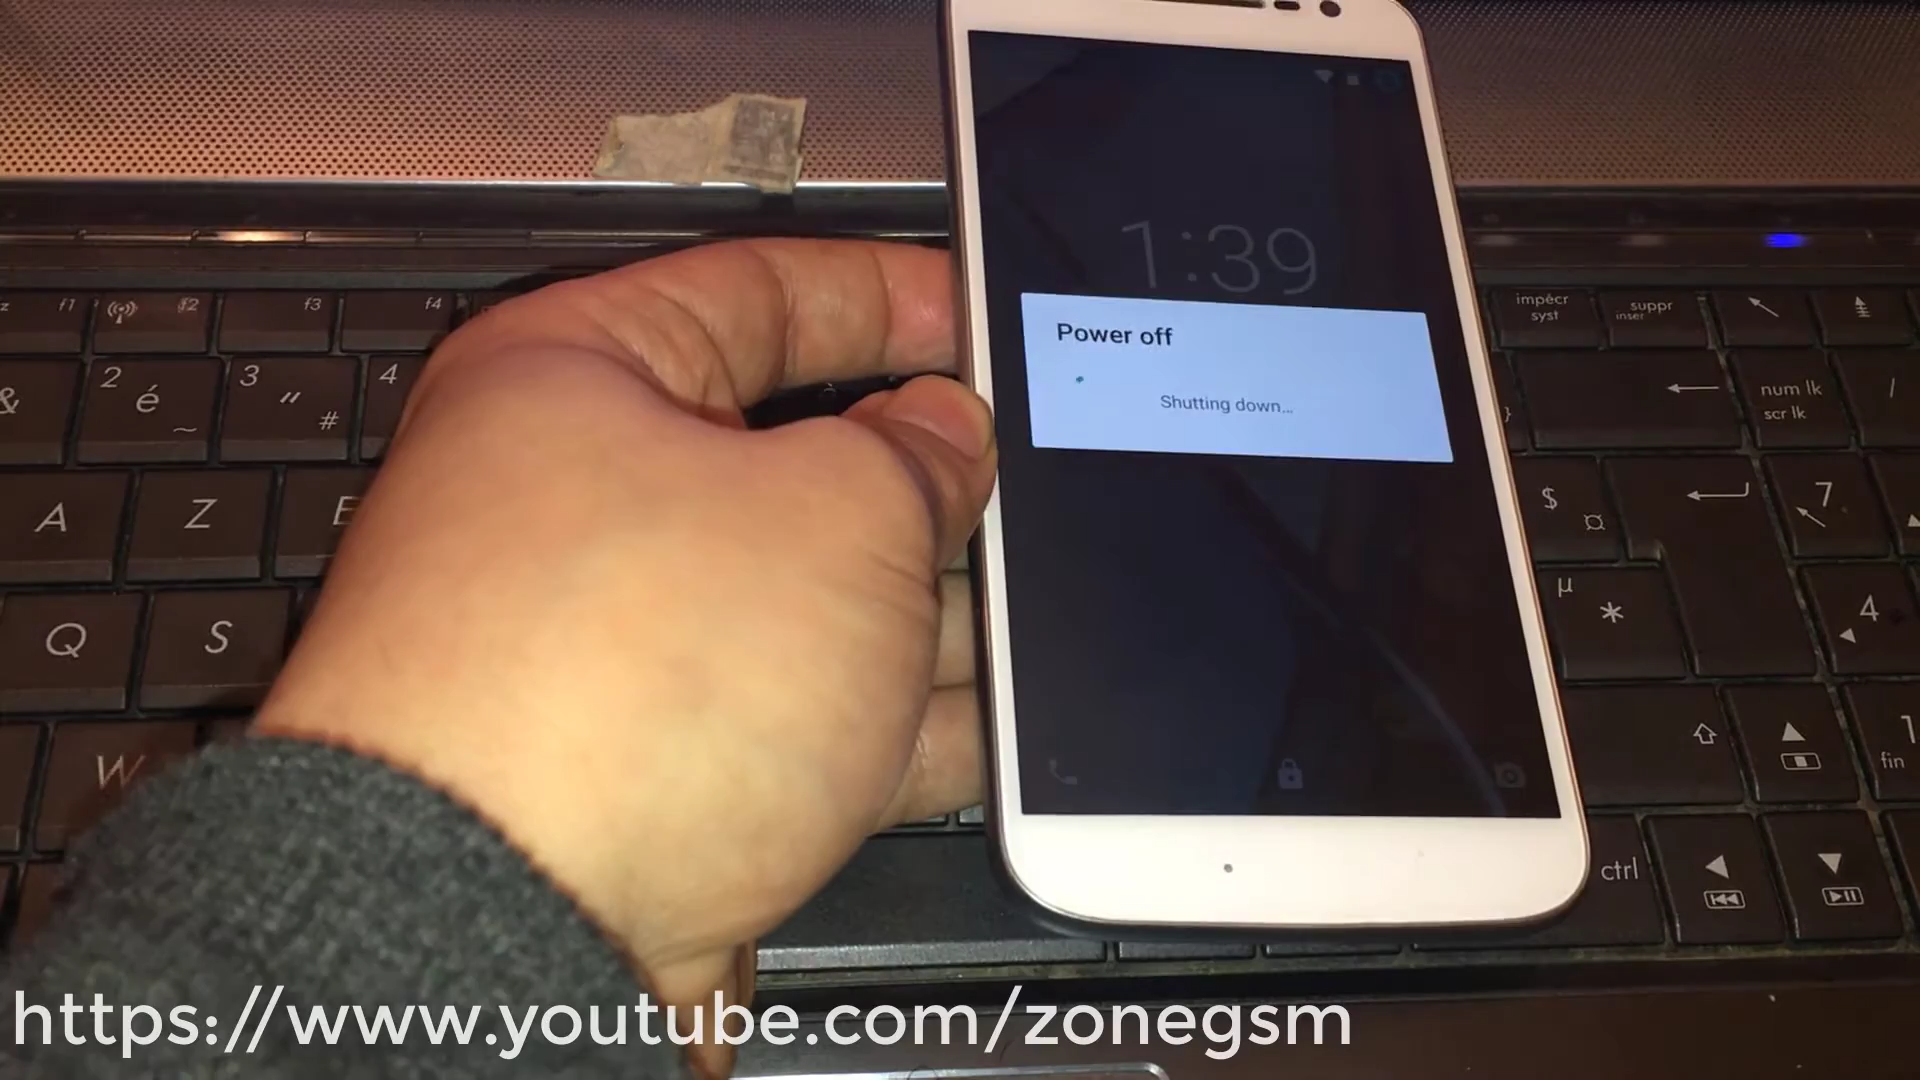 1:39
Power off
Shutting down...
z f1 f2 f3 f4
impécr syst
suppr inser
& 2 é ~ 3 " # 4
}
num lk
scr lk
/
A Z E
$ ¤
7
Q S
µ *
4
W
1 fin
ctrl
https://www.youtube.com/zonegsm